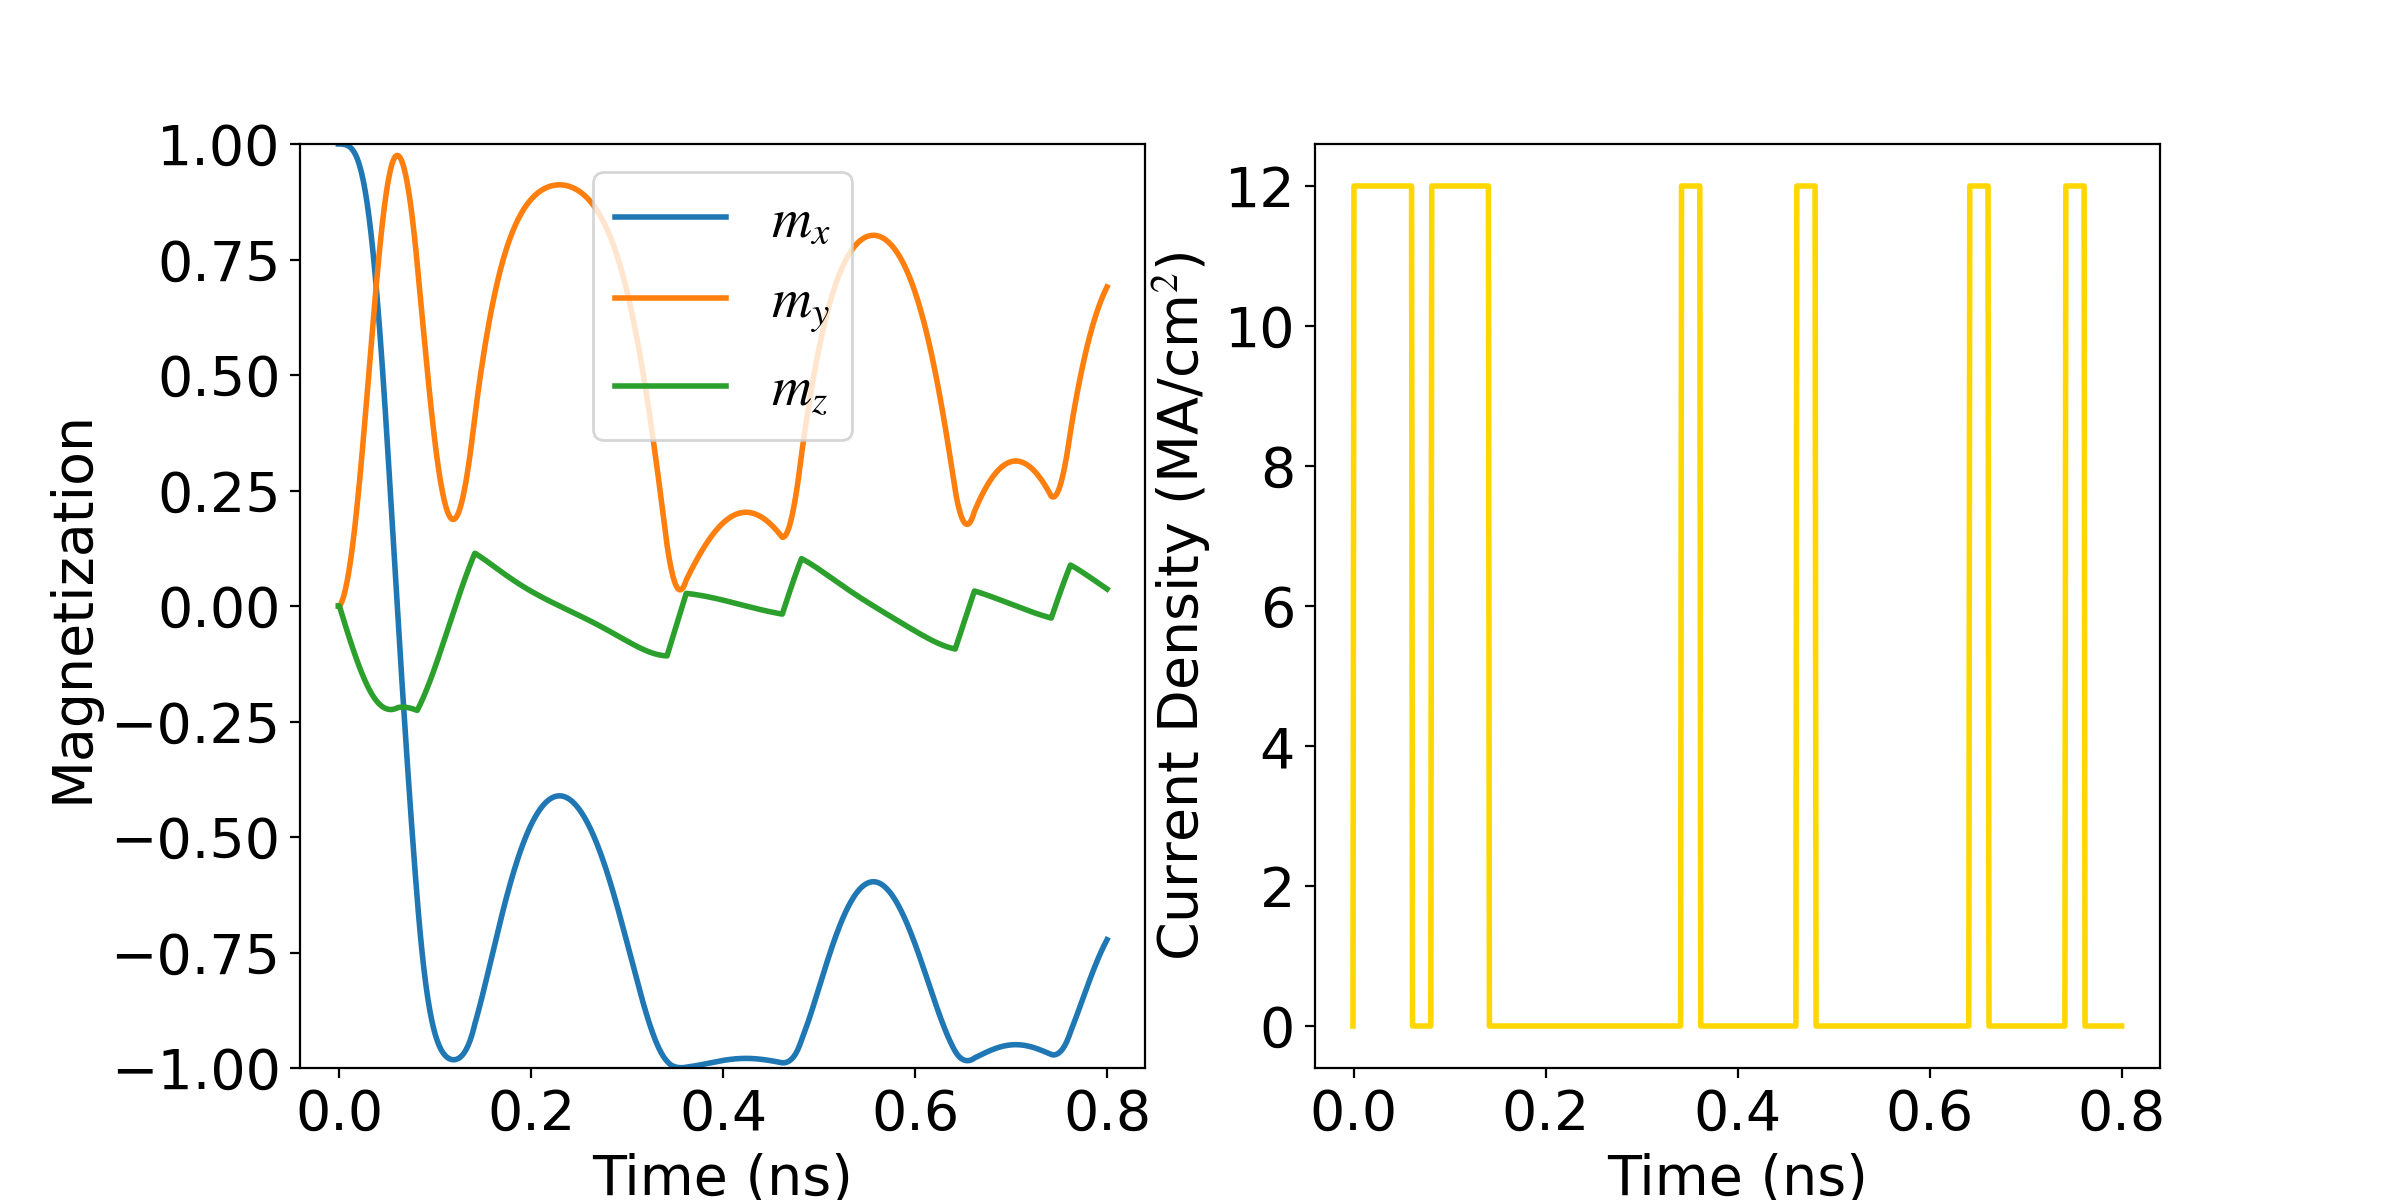 1.00
0.75
0.50
0.25
0.00
−0.25
−0.50
−0.75
−1.00
Magnetization
0.0 0.2 0.4 0.6 0.8
Time (ns)
m_x
m_y
m_z
12
10
8
6
4
2
0
Current Density (MA/cm²)
0.0 0.2 0.4 0.6 0.8
Time (ns)